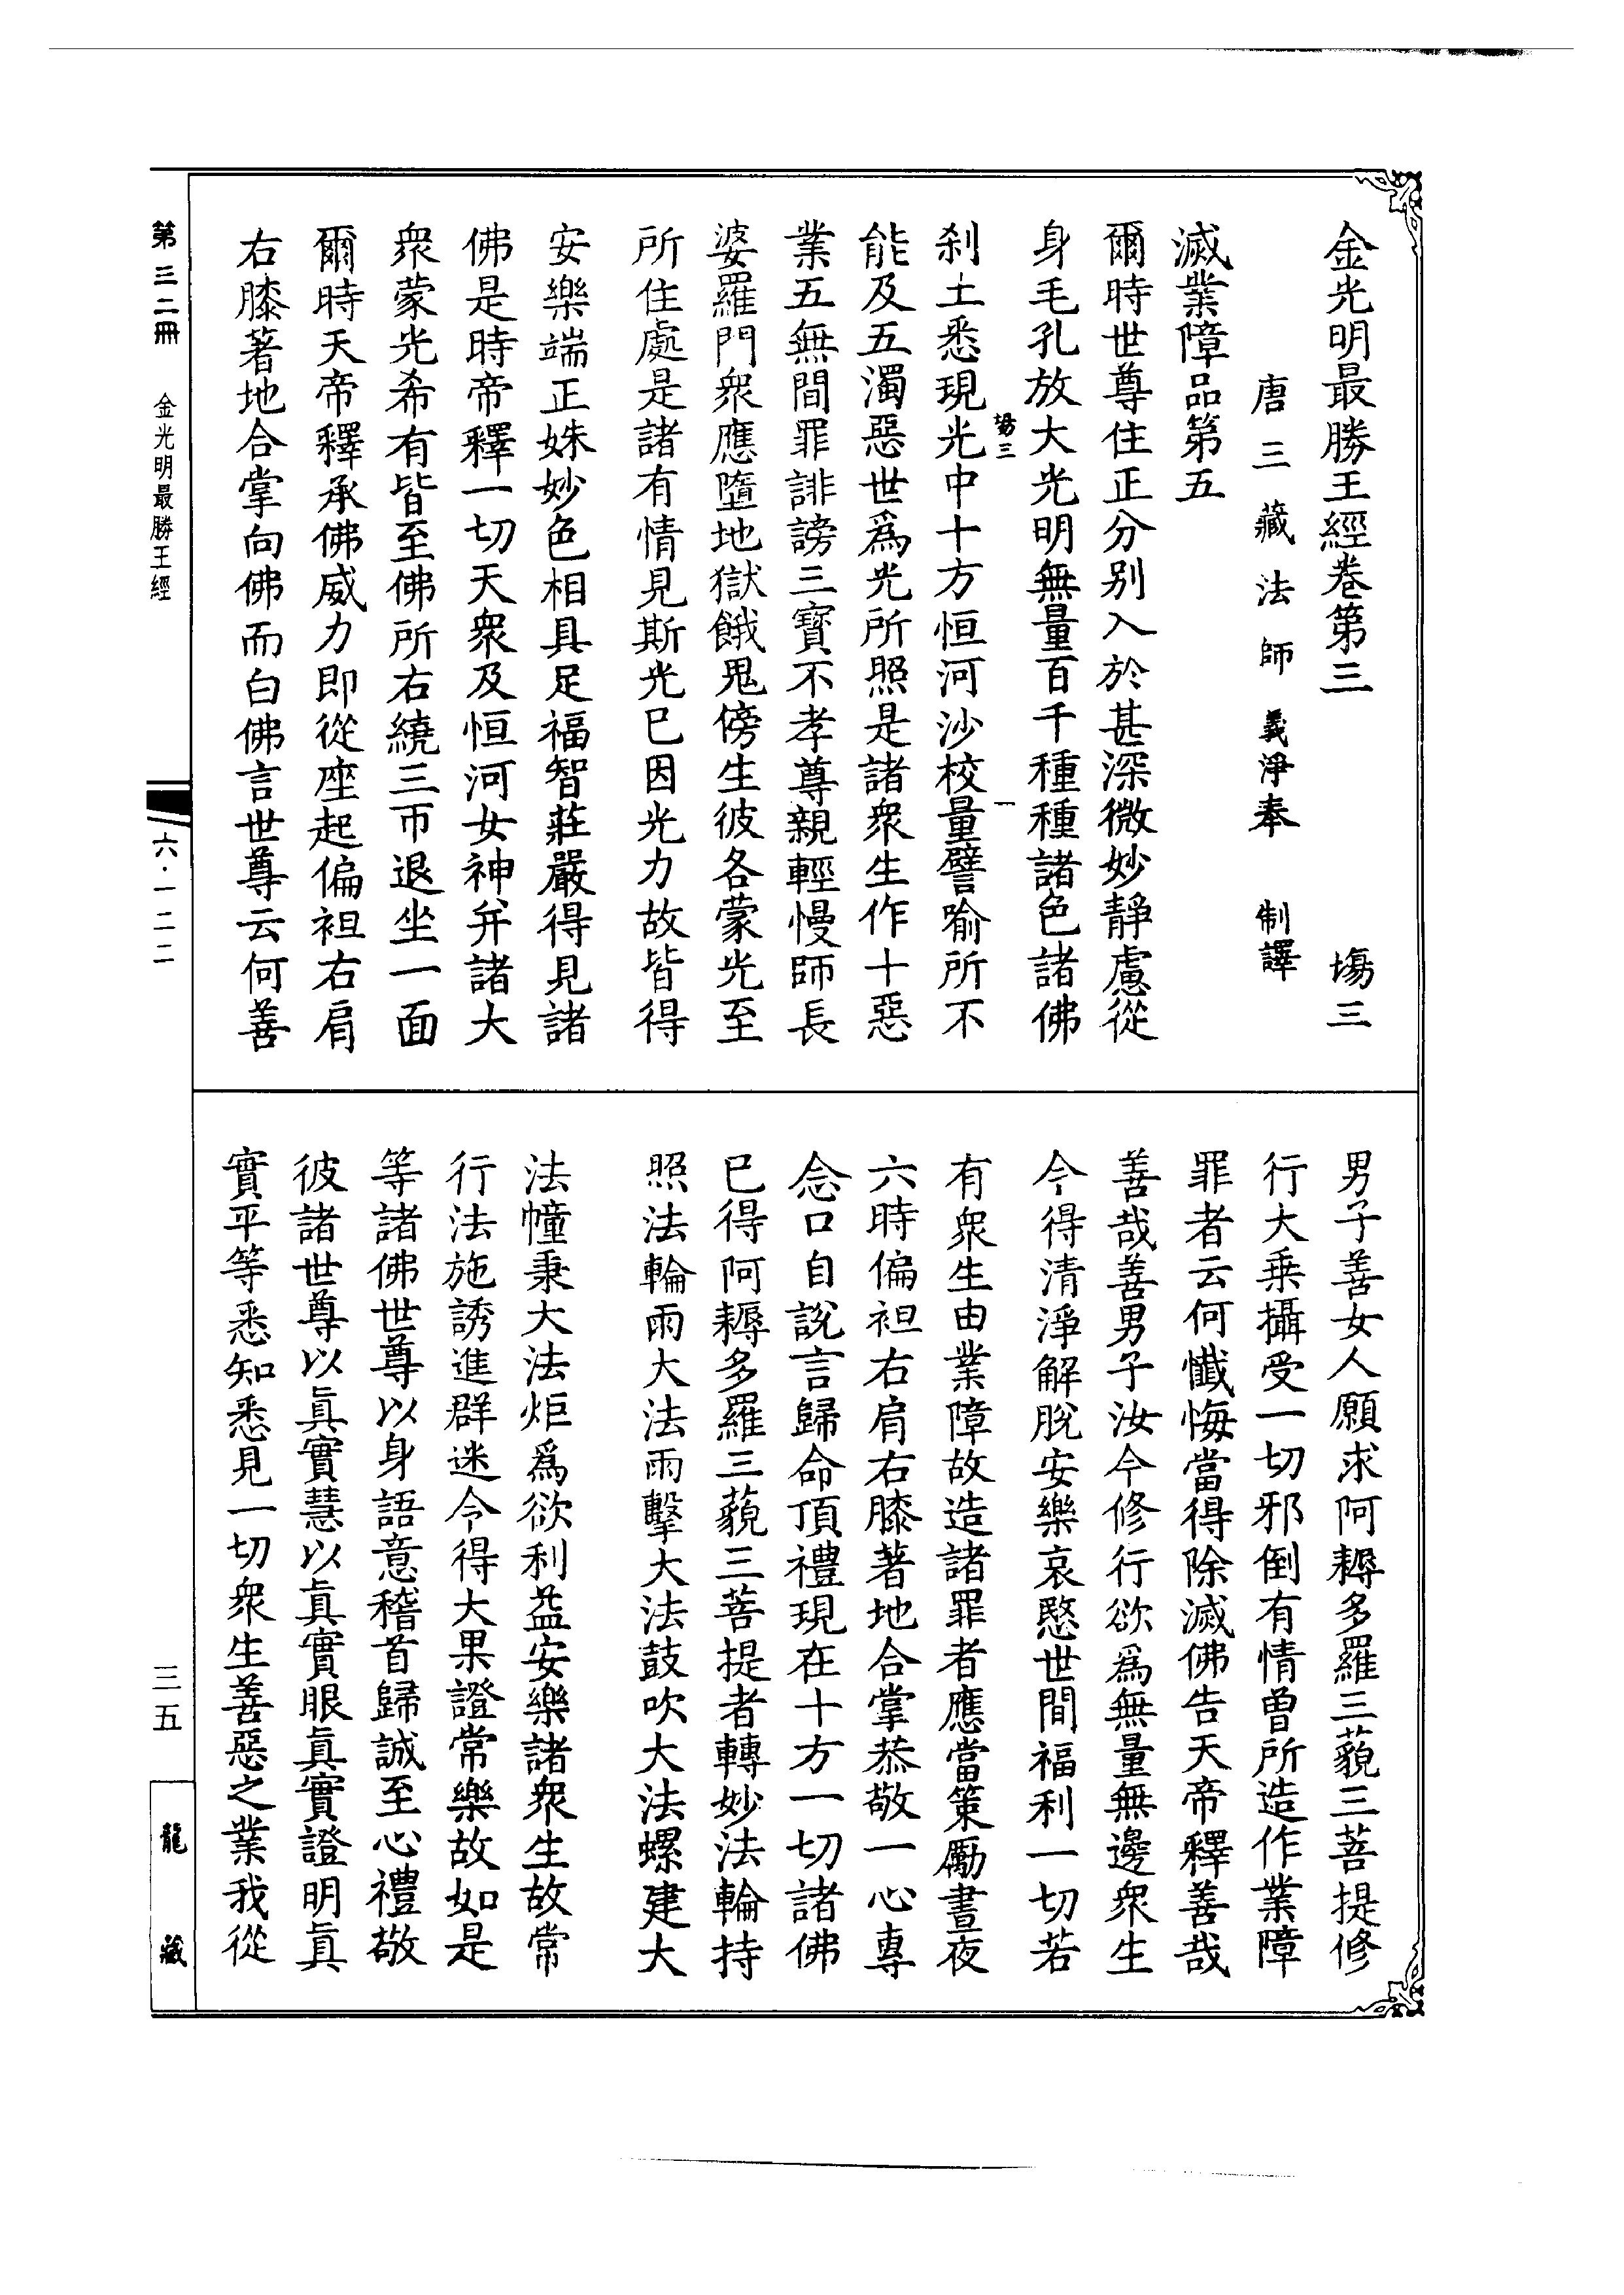 金光明最勝王經卷第三　塲三
唐三藏法師義淨奉　制譯
滅業障品第五
爾時世尊住正分別入於甚深微妙靜慮從
身毛孔放大光明無量百千種種諸色諸佛
塲三　一
刹土悉現光中十方恒河沙校量譬喻所不
能及五濁惡世爲光所照是諸衆生作十惡
業五無間罪誹謗三寶不孝尊親輕慢師長
婆羅門衆應墮地獄餓鬼傍生彼各蒙光至
所住處是諸有情見斯光已因光力故皆得
安樂端正姝妙色相具足福智莊嚴得見諸
佛是時帝釋一切天衆及恒河女神并諸大
衆蒙光希有皆至佛所右繞三帀退坐一面
爾時天帝釋承佛威力即從座起偏袒右肩
右膝著地合掌向佛而白佛言世尊云何善
男子善女人願求阿耨多羅三藐三菩提修
行大乘攝受一切邪倒有情曾所造作業障
罪者云何懺悔當得除滅佛告天帝釋善哉
善哉善男子汝今修行欲爲無量無邊衆生
令得清淨解脫安樂哀愍世間福利一切若
有衆生由業障故造諸罪者應當策勵晝夜
六時偏袒右肩右膝著地合掌恭敬一心專
念口自說言歸命頂禮現在十方一切諸佛
已得阿耨多羅三藐三菩提者轉妙法輪持
照法輪雨大法雨擊大法鼓吹大法螺建大
法幢秉大法炬爲欲利益安樂諸衆生故常
行法施誘進群迷令得大果證常樂故如是
等諸佛世尊以身語意稽首歸誠至心禮敬
彼諸世尊以眞實慧以眞實眼眞實證明眞
實平等悉知悉見一切衆生善惡之業我從
第三二冊　金光明最勝王經　六·一二二　三五　龍藏